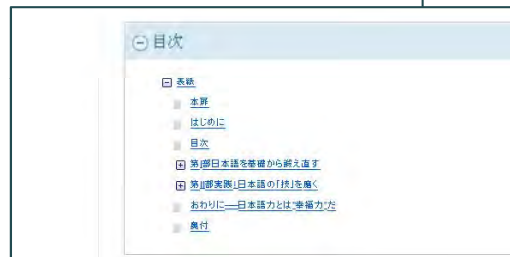 目次
表紙
本扉
はじめに
目次
第I部日本語を基礎から鍛え直す
第II部実践!日本語の「技」を磨く
おわりに──日本語力とは“幸福力”だ
奥付